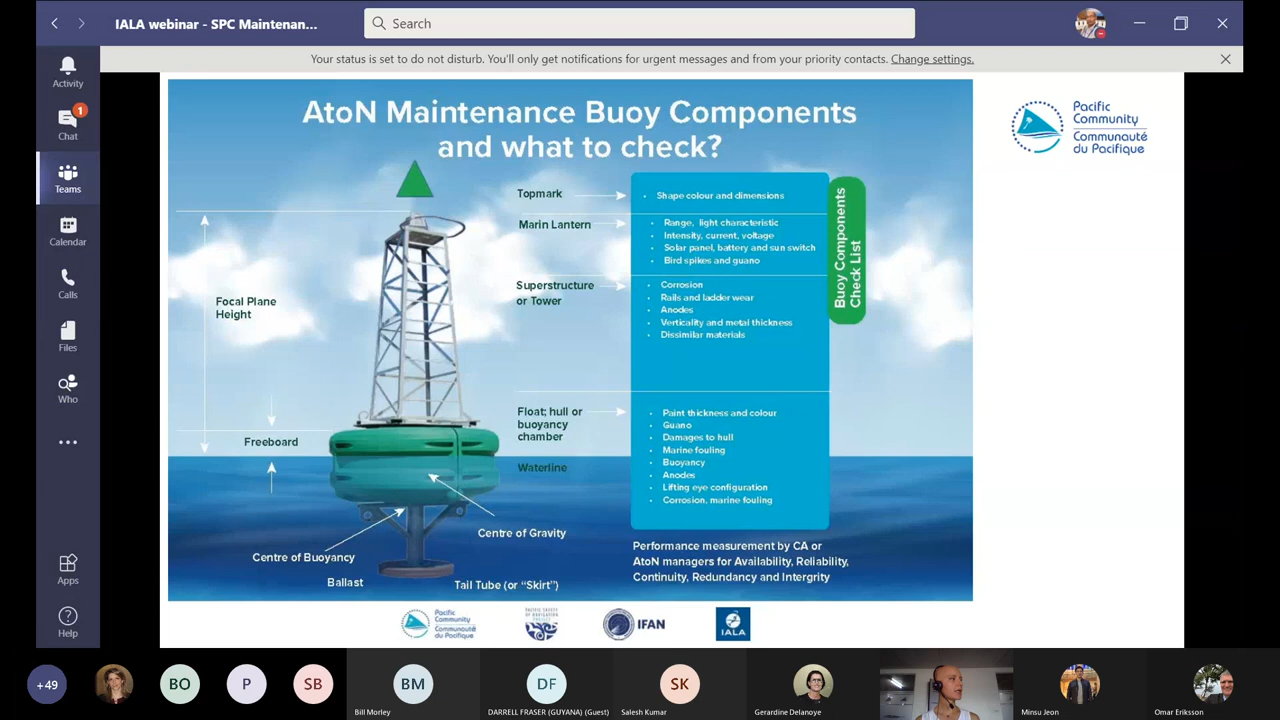 IALA webinar - SPC Maintenan...
Search
Your status is set to do not disturb. You'll only get notifications for urgent messages and from your priority contacts. Change settings.
Activity
1
Chat
Teams
Calendar
Calls
Files
Who
Apps
Help
AtoN Maintenance Buoy Components
and what to check?
Pacific
Community
Communauté
du Pacifique
Topmark
Shape colour and dimensions
Marin Lantern
Range, light characteristic
Intensity, current, voltage
Solar panel, battery and sun switch
Bird spikes and guano
Superstructure
or Tower
Corrosion
Rails and ladder wear
Anodes
Verticality and metal thickness
Dissimilar materials
Buoy Components
Check List
Focal Plane
Height
Freeboard
Float; hull or
buoyancy
chamber
Waterline
Paint thickness and colour
Guano
Damages to hull
Marine fouling
Buoyancy
Anodes
Lifting eye configuration
Corrosion, marine fouling
Centre of Gravity
Centre of Buoyancy
Ballast
Tail Tube (or “Skirt”)
Performance measurement by CA or
AtoN managers for Availability, Reliability,
Continuity, Redundancy and Intergrity
Pacific
Community
Communauté
du Pacifique
IFAN
IALA
+49
BO
P
SB
BM
Bill Morley
DF
DARRELL FRASER (GUYANA) (Guest)
SK
Salesh Kumar
Gerardine Delanoye
Minsu Jeon
Omar Eriksson